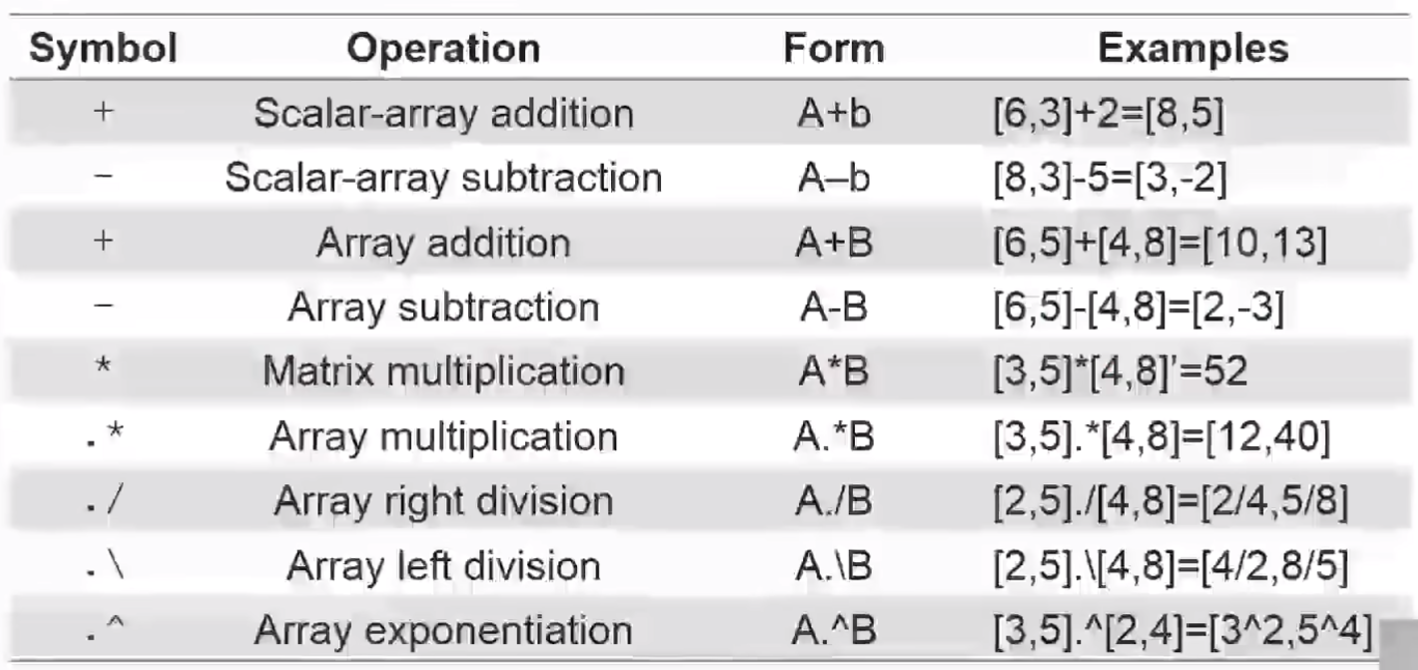 Symbol Operation Form Examples
+ Scalar-array addition A+b [6,3]+2=[8,5]
– Scalar-array subtraction A–b [8,3]-5=[3,-2]
+ Array addition A+B [6,5]+[4,8]=[10,13]
– Array subtraction A-B [6,5]-[4,8]=[2,-3]
* Matrix multiplication A*B [3,5]*[4,8]'=52
.* Array multiplication A.*B [3,5].*[4,8]=[12,40]
./ Array right division A./B [2,5]./[4,8]=[2/4,5/8]
.\ Array left division A.\B [2,5].\[4,8]=[4/2,8/5]
.^ Array exponentiation A.^B [3,5].^[2,4]=[3^2,5^4]